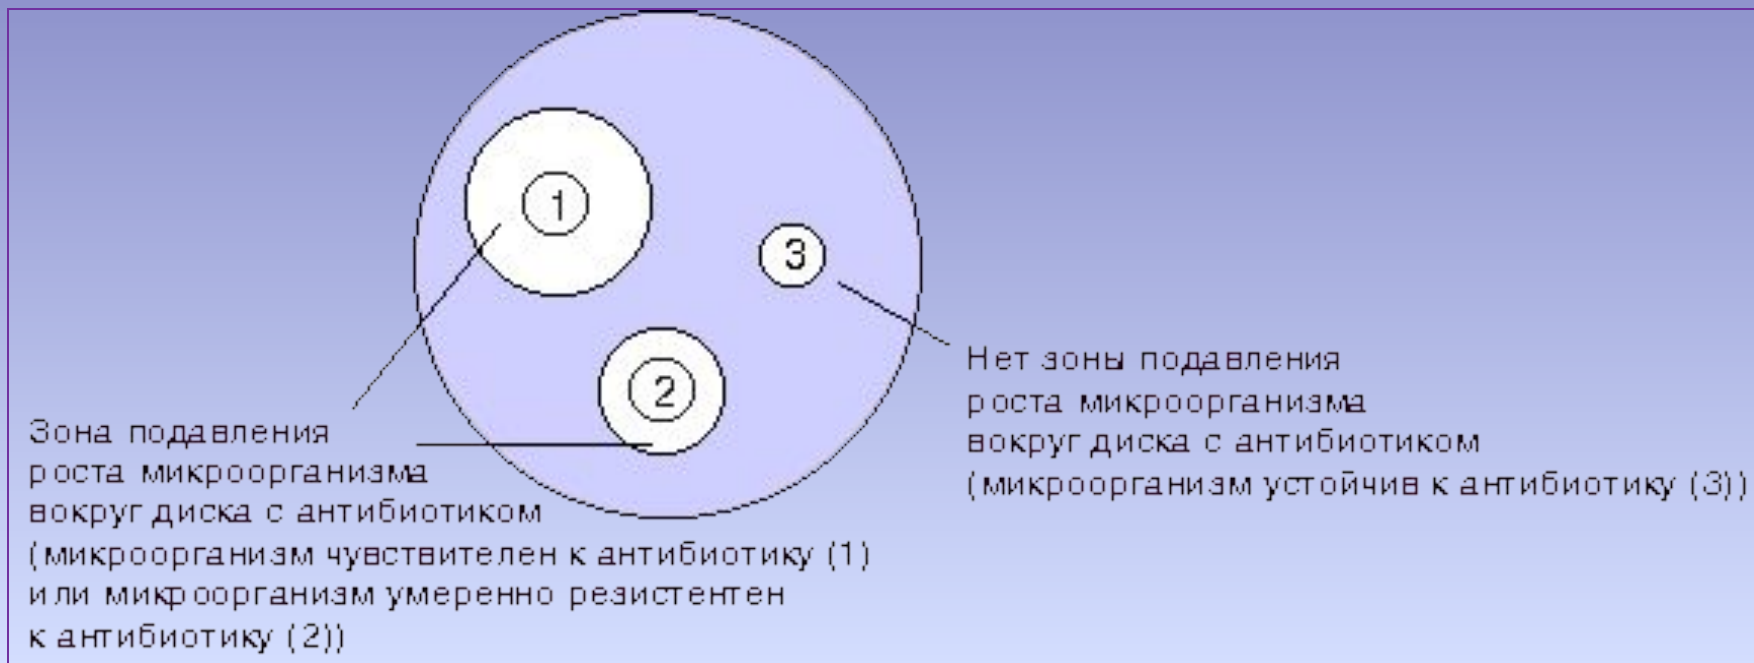 1
3
2
Нет зоны подавления
роста микроорганизма
вокруг диска с антибиотиком
(микроорганизм устойчив к антибиотику (3))
Зона подавления
роста микроорганизма
вокруг диска с антибиотиком
(микроорганизм чувствителен к антибиотику (1)
или микроорганизм умеренно резистентен
к антибиотику (2))